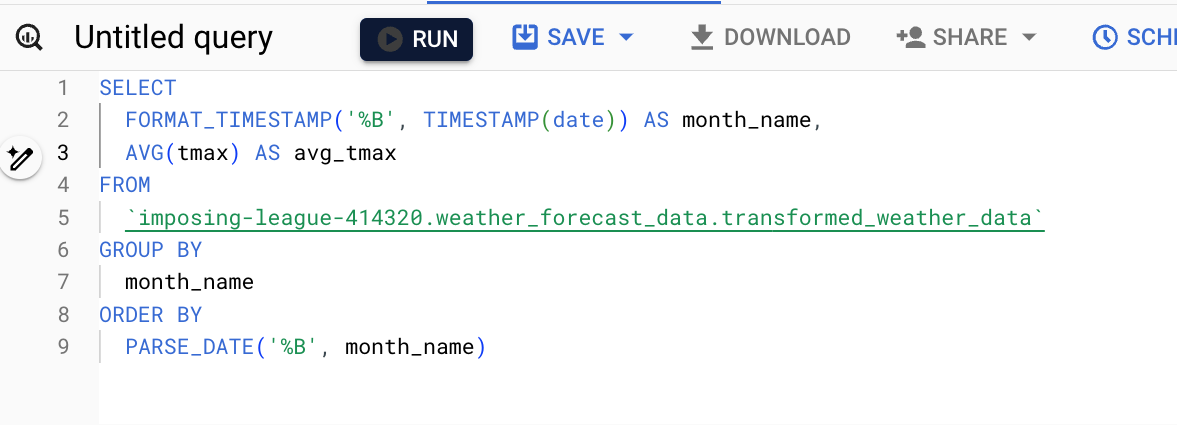 Untitled query RUN SAVE DOWNLOAD SHARE
1 SELECT
2 FORMAT_TIMESTAMP('%B', TIMESTAMP(date)) AS month_name,
3 AVG(tmax) AS avg_tmax
4 FROM
5 `imposing-league-414320.weather_forecast_data.transformed_weather_data`
6 GROUP BY
7 month_name
8 ORDER BY
9 PARSE_DATE('%B', month_name)